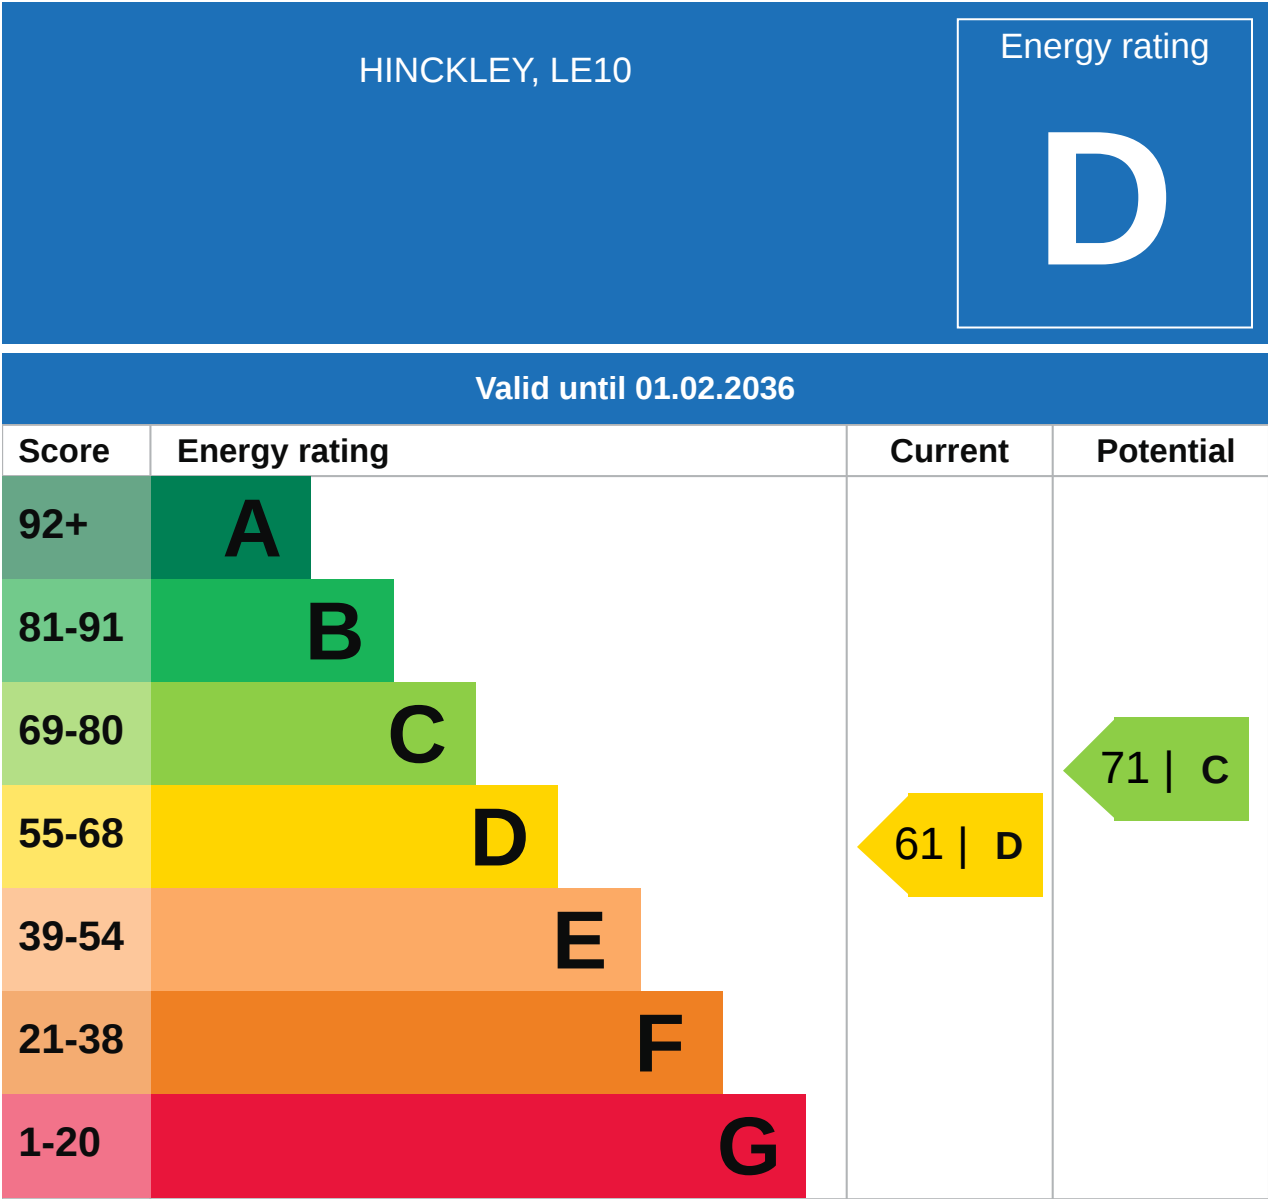 HINCKLEY, LE10
Energy rating
D
Valid until 01.02.2036
Score Energy rating Current Potential
92+ A
81-91 B
69-80 C
71 | C
55-68 D
61 | D
39-54 E
21-38 F
1-20 G